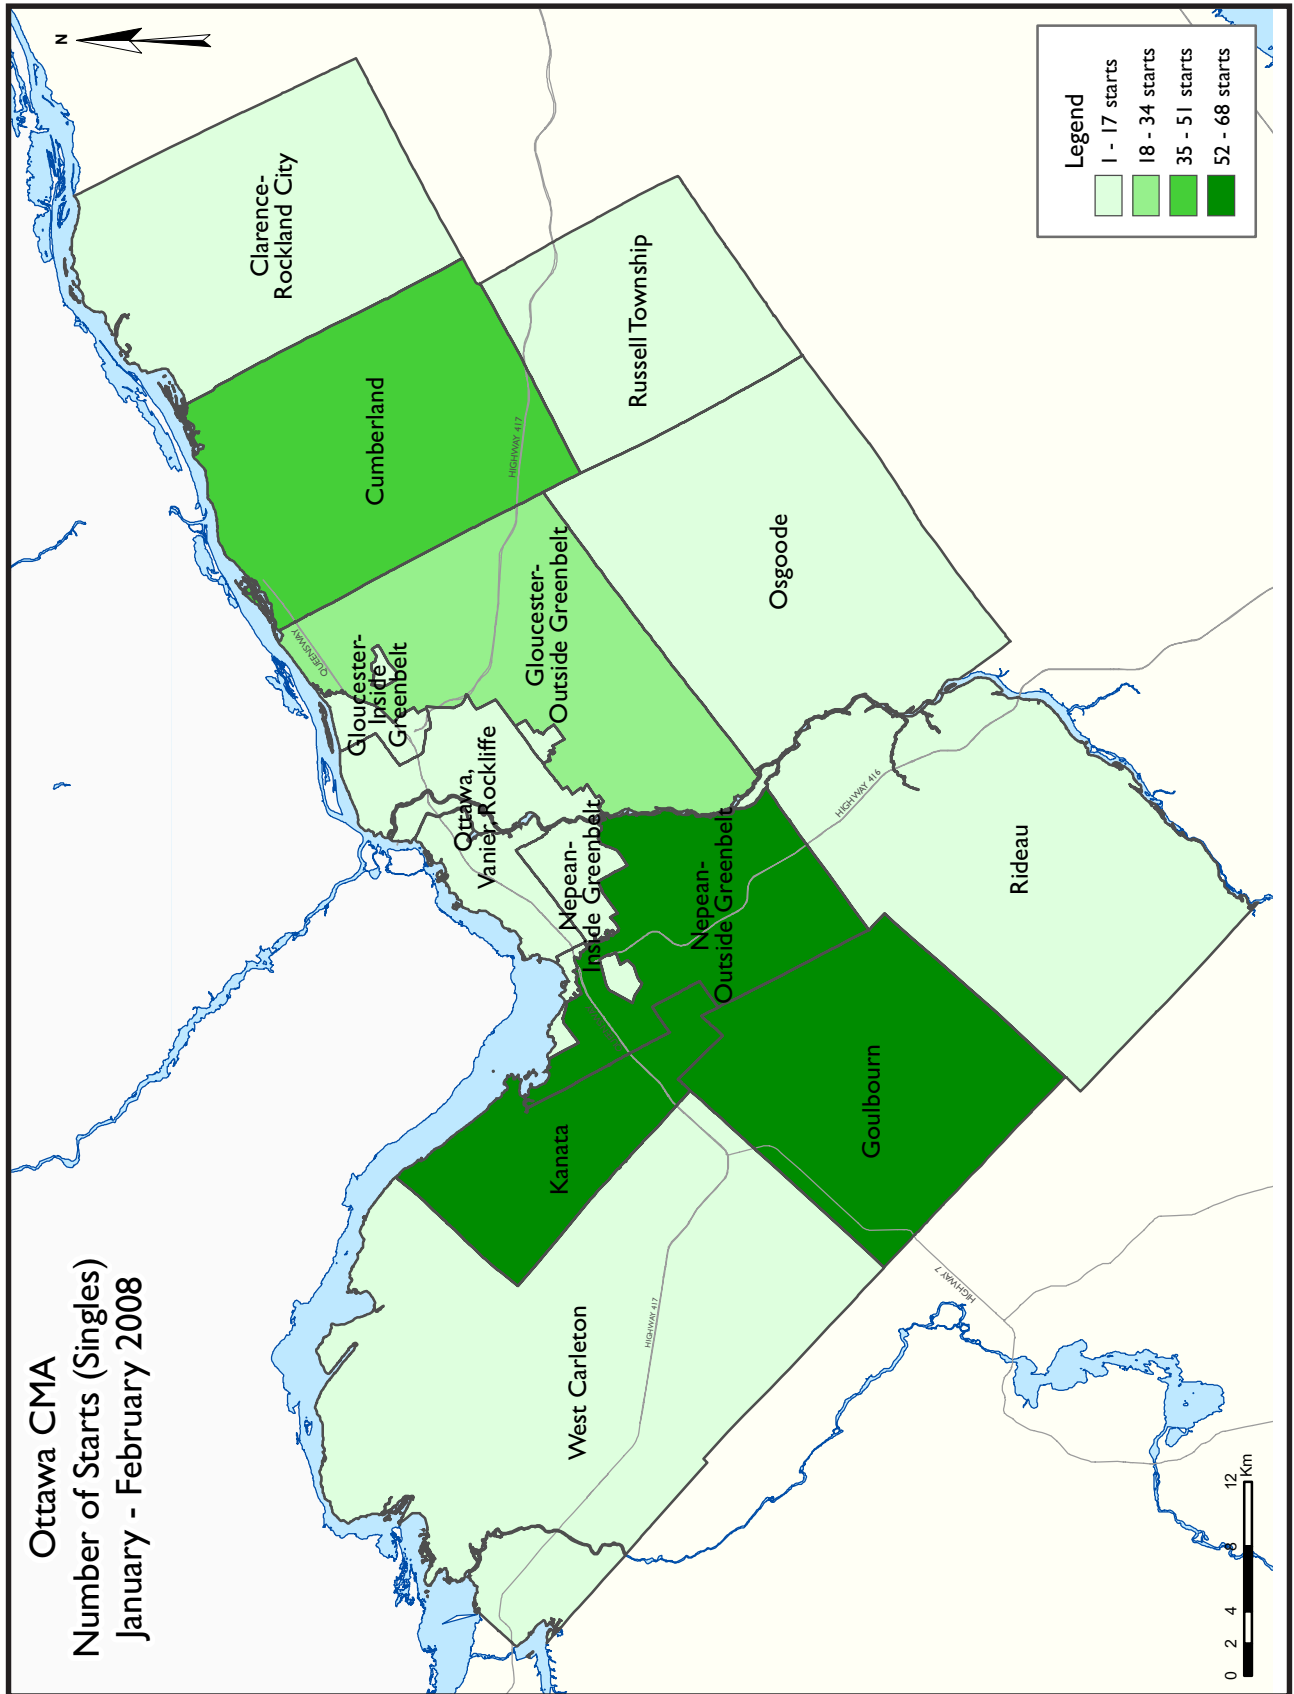 Ottawa CMA
Number of Starts (Singles)
January - February 2008
N
Clarence-
Rockland City
Cumberland
Russell Township
HIGHWAY 417
QUEENSWAY
Gloucester-
Inside
Greenbelt
Gloucester-
Outside Greenbelt
Osgoode
Ottawa,
Vanier, Rockliffe
Nepean-
Inside Greenbelt
Nepean-
Outside Greenbelt
HIGHWAY 416
Rideau
Kanata
Goulbourn
West Carleton
HIGHWAY 417
HIGHWAY 7
Legend
1 - 17 starts
18 - 34 starts
35 - 51 starts
52 - 68 starts
0 2 4 8 12
Km